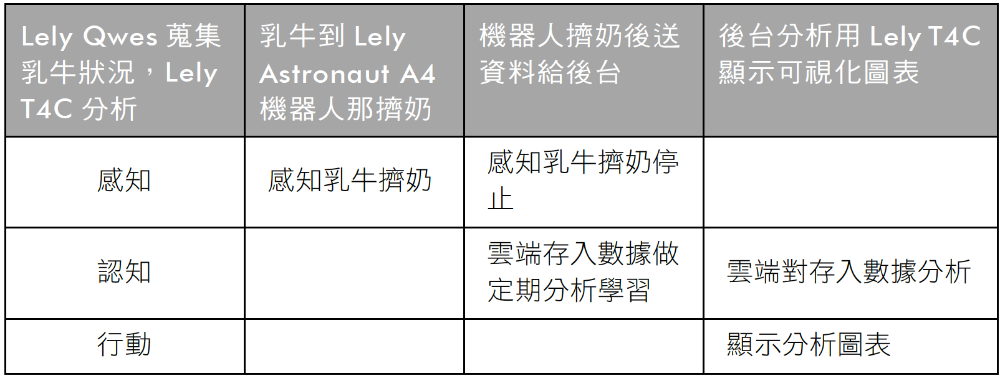 Lely Qwes 蒐集
乳牛狀況，Lely
T4C 分析
乳牛到 Lely
Astronaut A4
機器人那擠奶
機器人擠奶後送
資料給後台
後台分析用 Lely T4C
顯示可視化圖表
感知
感知乳牛擠奶
感知乳牛擠奶停
止
認知
雲端存入數據做
定期分析學習
雲端對存入數據分析
行動
顯示分析圖表